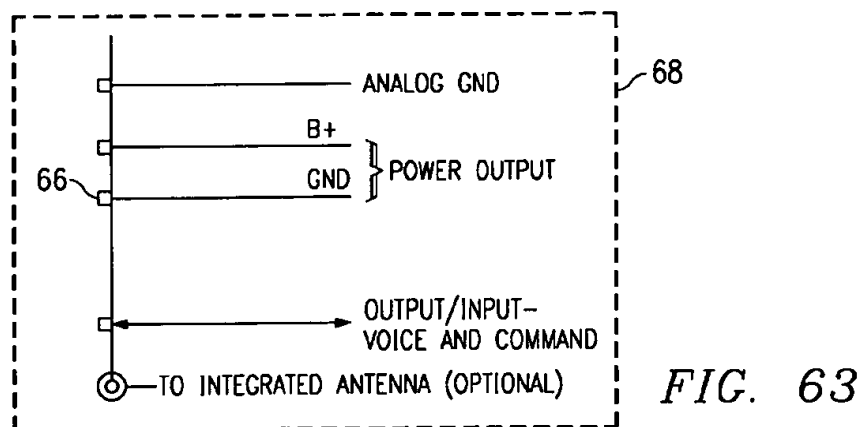 ANALOG GND
68
B+
POWER OUTPUT
66
GND
OUTPUT/INPUT-
VOICE AND COMMAND
TO INTEGRATED ANTENNA (OPTIONAL)
FIG. 63